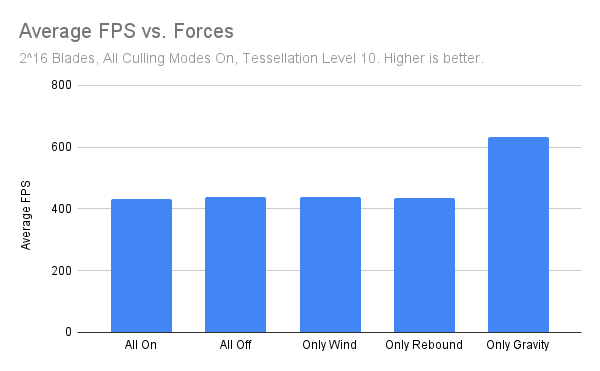 Average FPS vs. Forces
2^16 Blades, All Culling Modes On, Tessellation Level 10. Higher is better.
800
600
400
200
0
Average FPS
All On
All Off
Only Wind
Only Rebound
Only Gravity